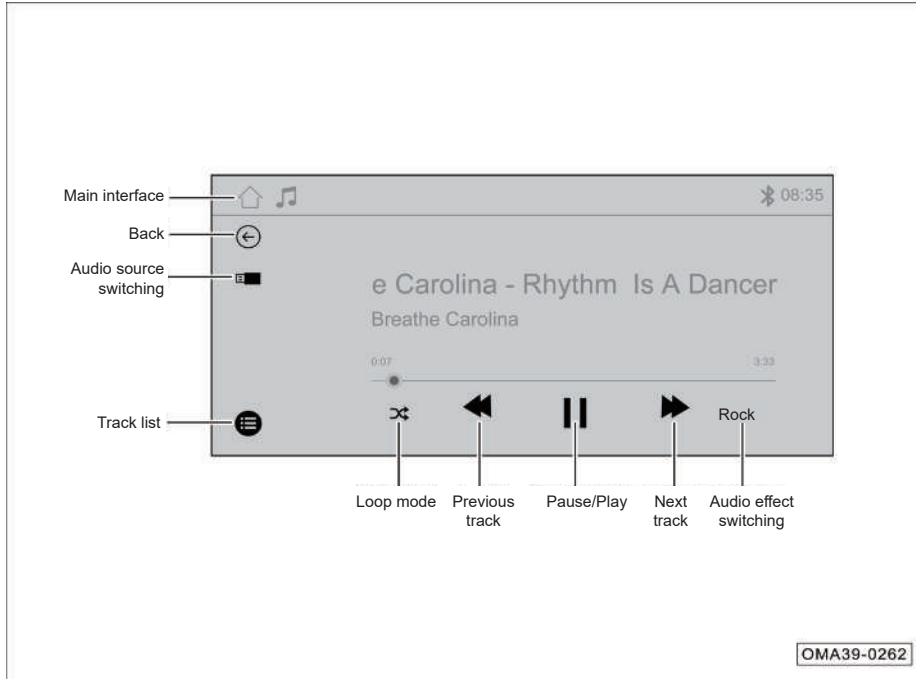 Main interface
08:35
Back
Audio source
switching
e Carolina - Rhythm Is A Dancer
Breathe Carolina
0:07
3:33
Track list
Rock
Loop mode
Previous
track
Pause/Play
Next
track
Audio effect
switching
OMA39-0262